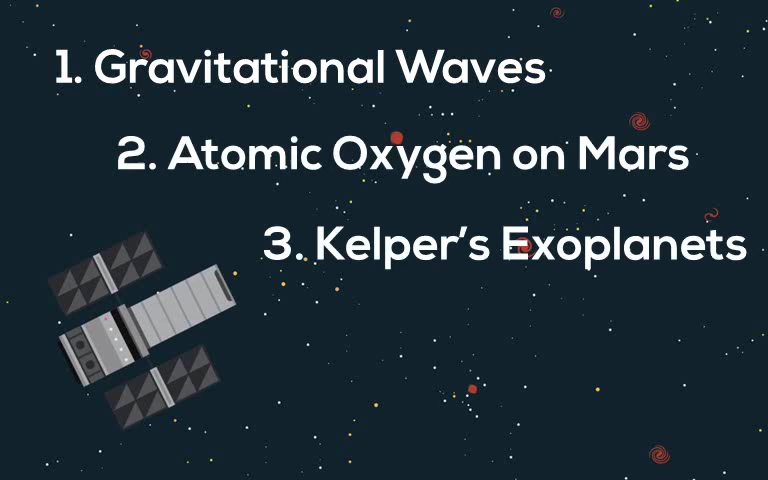 1. Gravitational Waves
2. Atomic Oxygen on Mars
3. Kelper’s Exoplanets